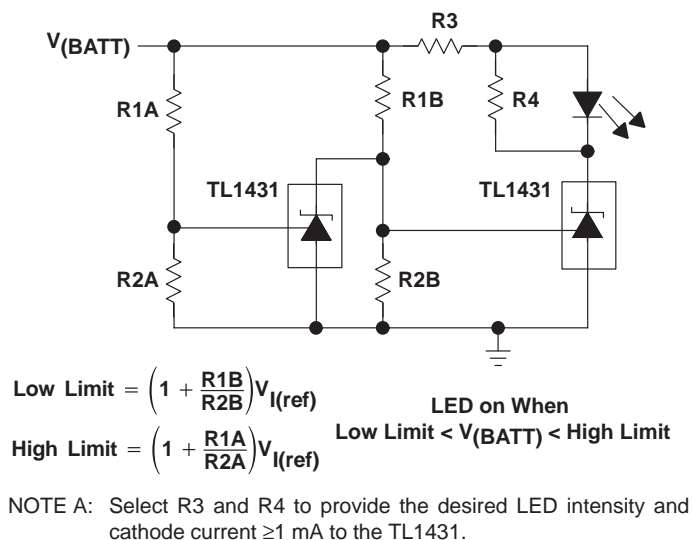 V(BATT)
R3
R1A
R1B
R4
TL1431
TL1431
R2A
R2B
Low Limit = (1 + R1B/R2B) VI(ref)
High Limit = (1 + R1A/R2A) VI(ref)
LED on When
Low Limit < V(BATT) < High Limit
NOTE A: Select R3 and R4 to provide the desired LED intensity and
cathode current ≥1 mA to the TL1431.